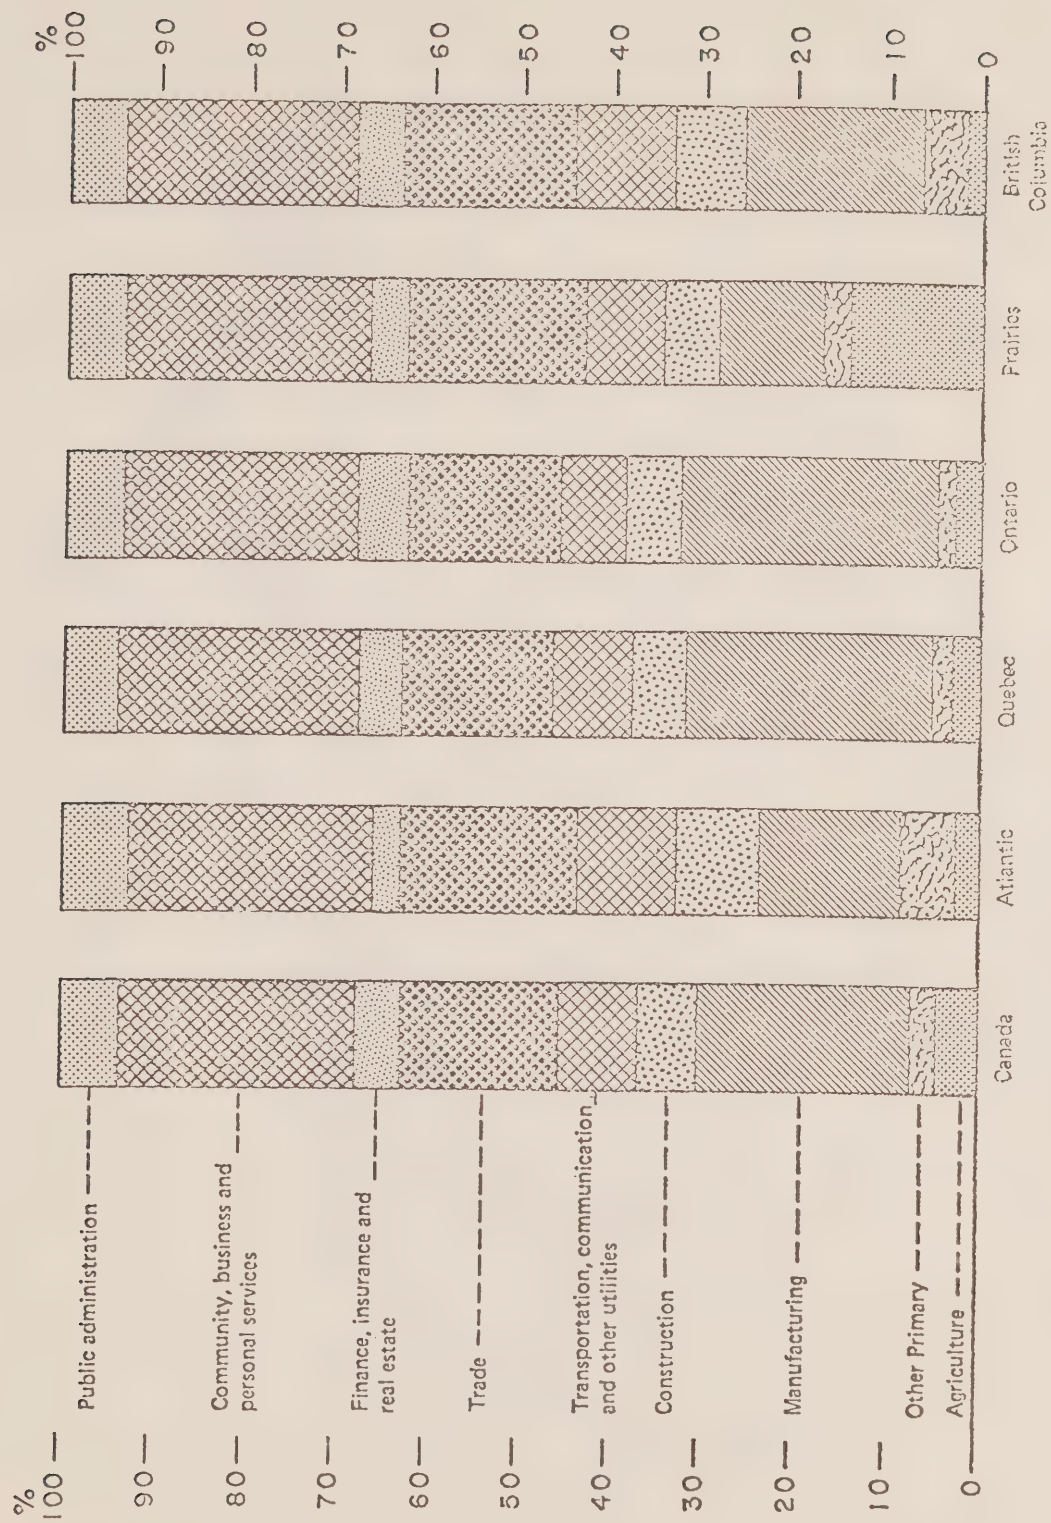 %
100
90
80
70
60
50
40
30
20
10
0
Public administration
Community, business and
personal services
Finance, insurance and
real estate
Trade
Transportation, communication
and other utilities
Construction
Manufacturing
Other Primary
Agriculture
Canada
Atlantic
Quebec
Ontario
Prairies
British
Columbia
%
100
90
80
70
60
50
40
30
20
10
0